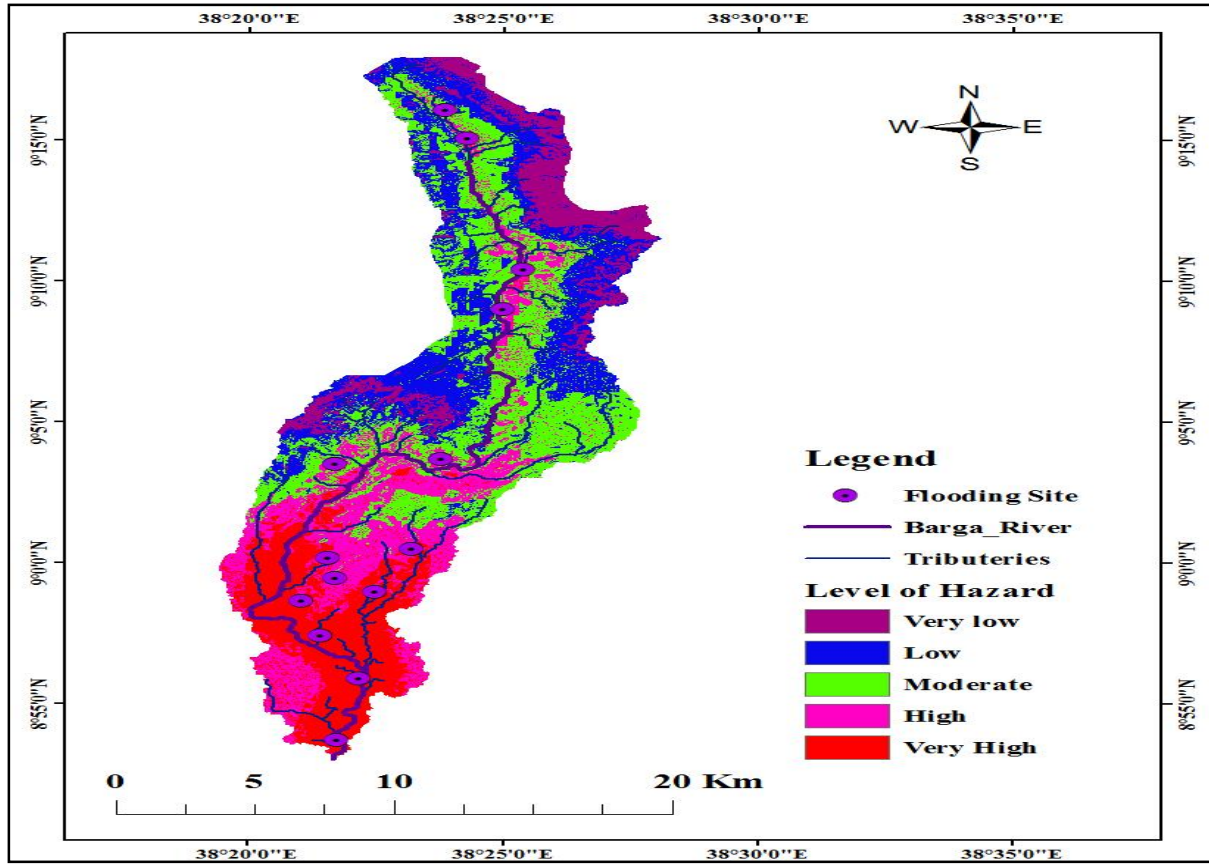 38°20'0"E 38°25'0"E 38°30'0"E 38°35'0"E
N
W E
S
9°15'0"N 9°15'0"N
9°10'0"N 9°10'0"N
9°5'0"N 9°5'0"N
Legend
Flooding Site
Barga_River
9°0'0"N 9°0'0"N
Tributeries
Level of Hazard
Very low
Low
Moderate
8°55'0"N 8°55'0"N
High
Very High
0 5 10 20 Km
38°20'0"E 38°25'0"E 38°30'0"E 38°35'0"E